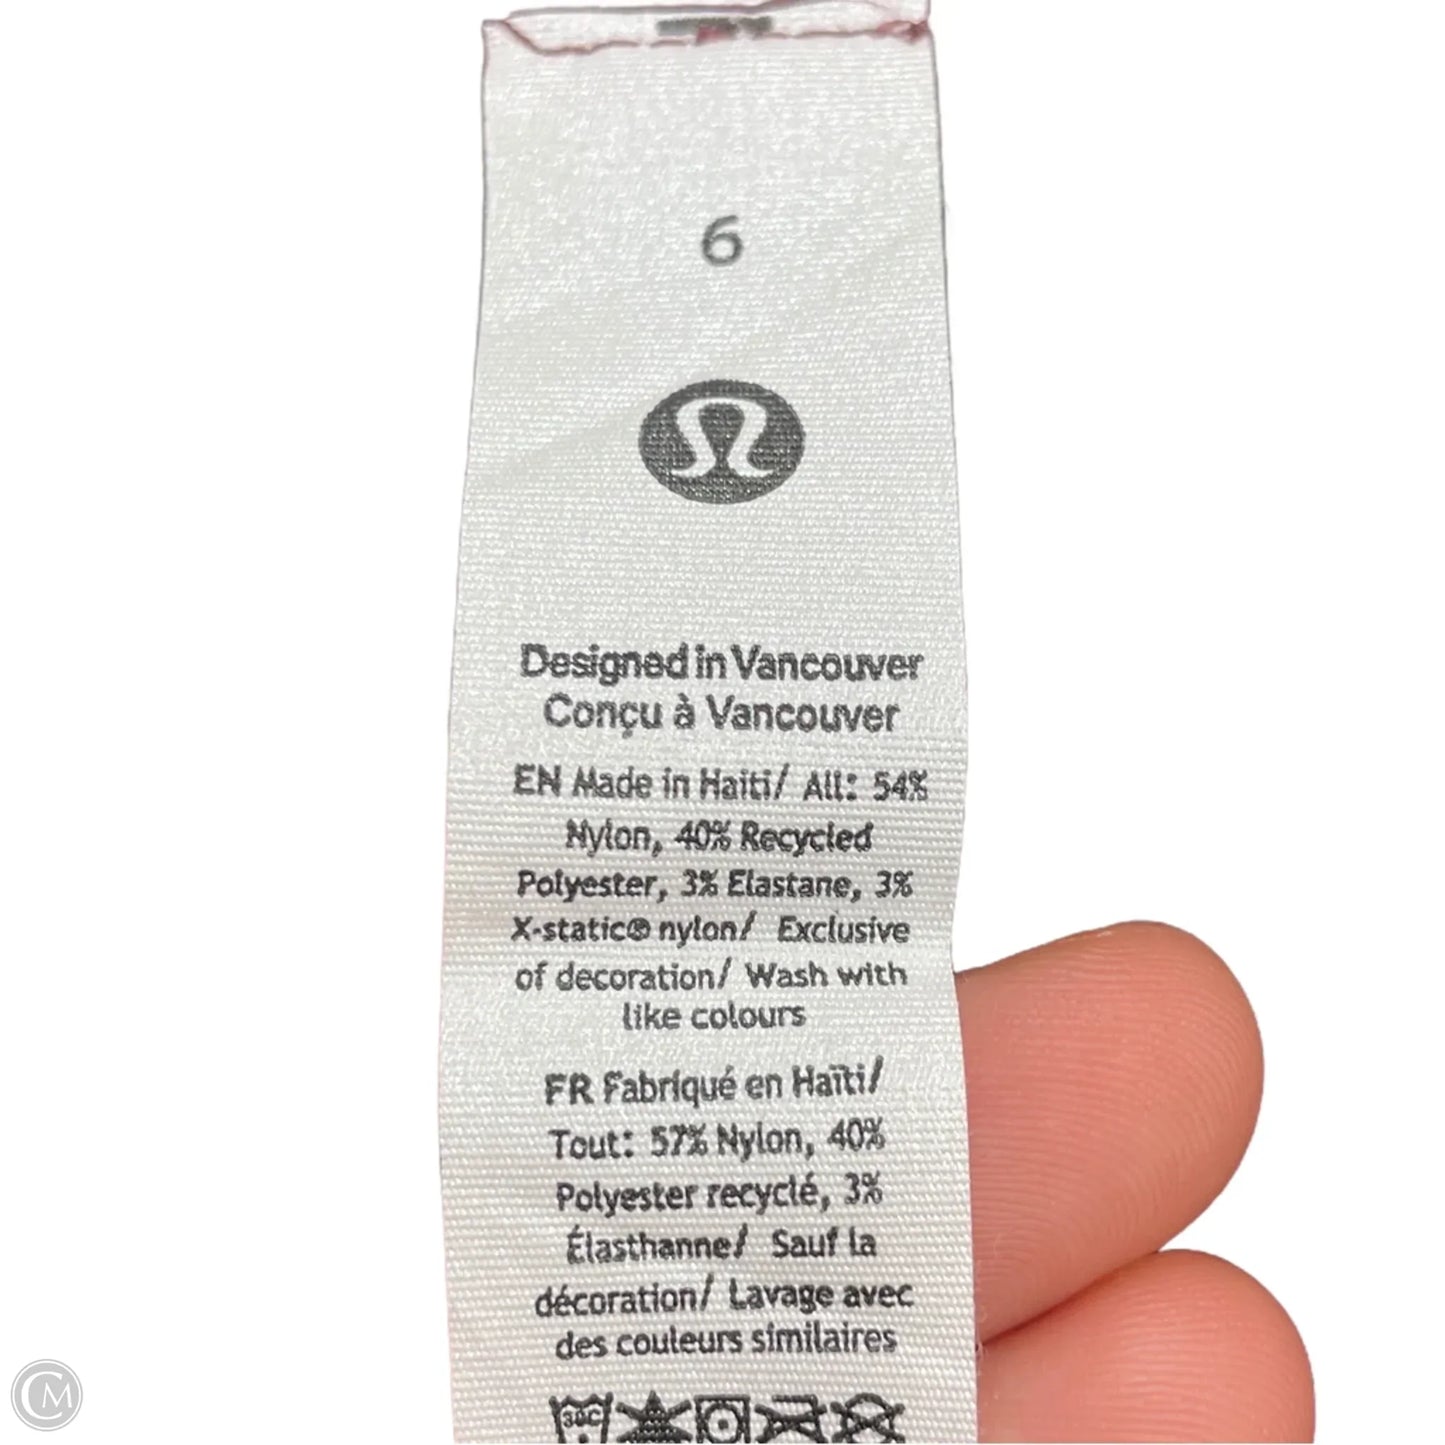 6
Designed in Vancouver
Conçu à Vancouver
EN Made in Haiti/ All: 54%
Nylon, 40% Recycled
Polyester, 3% Elastane, 3%
X-static® nylon/ Exclusive
of decoration/ Wash with
like colours
FR Fabriqué en Haïti/
Tout: 57% Nylon, 40%
Polyester recyclé, 3%
Élasthanne/ Sauf la
décoration/ Lavage avec
des couleurs similaires
30C
CM